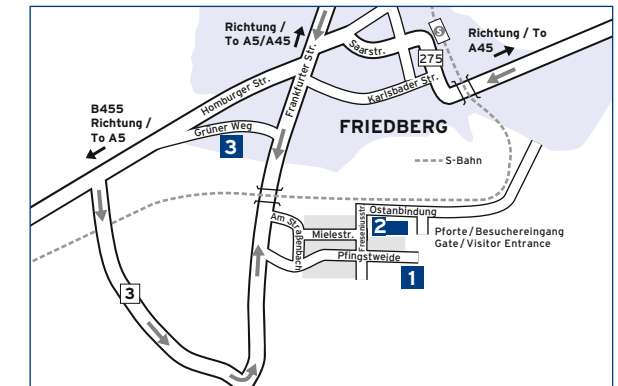 Richtung /
To A5/A45
Saarstr.
S
Richtung / To
A45
275
Homburger Str.
Frankfurter Str.
Karlsbader Str.
B455
Richtung /
To A5
Grüner Weg
3
FRIEDBERG
S-Bahn
Am Straßenbach
Freseniusstr.
Ostanbindung
2
Mielestr.
Pforte / Besuchereingang
Gate / Visitor Entrance
Pfingstweide
1
3